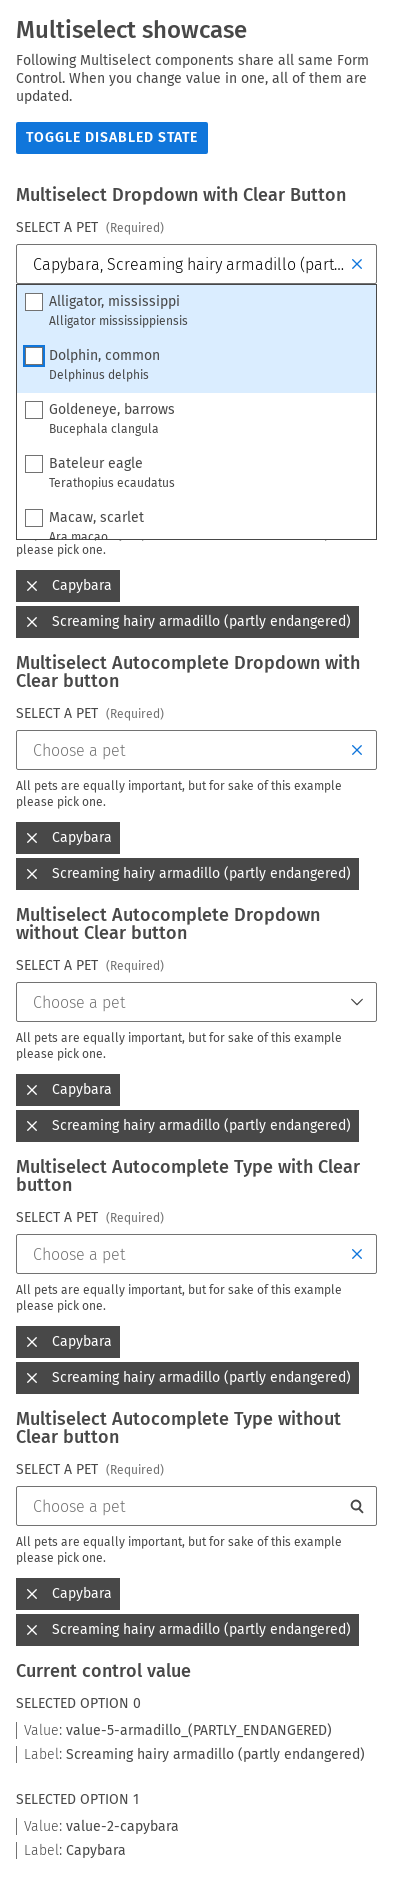 Multiselect showcase
Following Multiselect components share all same Form
Control. When you change value in one, all of them are
updated.
TOGGLE DISABLED STATE
Multiselect Dropdown with Clear Button
SELECT A PET (Required)
Capybara, Screaming hairy armadillo (part...
Alligator, mississippi
Alligator mississippiensis
Dolphin, common
Delphinus delphis
Goldeneye, barrows
Bucephala clangula
Bateleur eagle
Terathopius ecaudatus
Macaw, scarlet
Ara macao
please pick one.
Capybara
Screaming hairy armadillo (partly endangered)
Multiselect Autocomplete Dropdown with
Clear button
SELECT A PET (Required)
Choose a pet
All pets are equally important, but for sake of this example
please pick one.
Capybara
Screaming hairy armadillo (partly endangered)
Multiselect Autocomplete Dropdown
without Clear button
SELECT A PET (Required)
Choose a pet
All pets are equally important, but for sake of this example
please pick one.
Capybara
Screaming hairy armadillo (partly endangered)
Multiselect Autocomplete Type with Clear
button
SELECT A PET (Required)
Choose a pet
All pets are equally important, but for sake of this example
please pick one.
Capybara
Screaming hairy armadillo (partly endangered)
Multiselect Autocomplete Type without
Clear button
SELECT A PET (Required)
Choose a pet
All pets are equally important, but for sake of this example
please pick one.
Capybara
Screaming hairy armadillo (partly endangered)
Current control value
SELECTED OPTION 0
Value: value-5-armadillo_(PARTLY_ENDANGERED)
Label: Screaming hairy armadillo (partly endangered)
SELECTED OPTION 1
Value: value-2-capybara
Label: Capybara